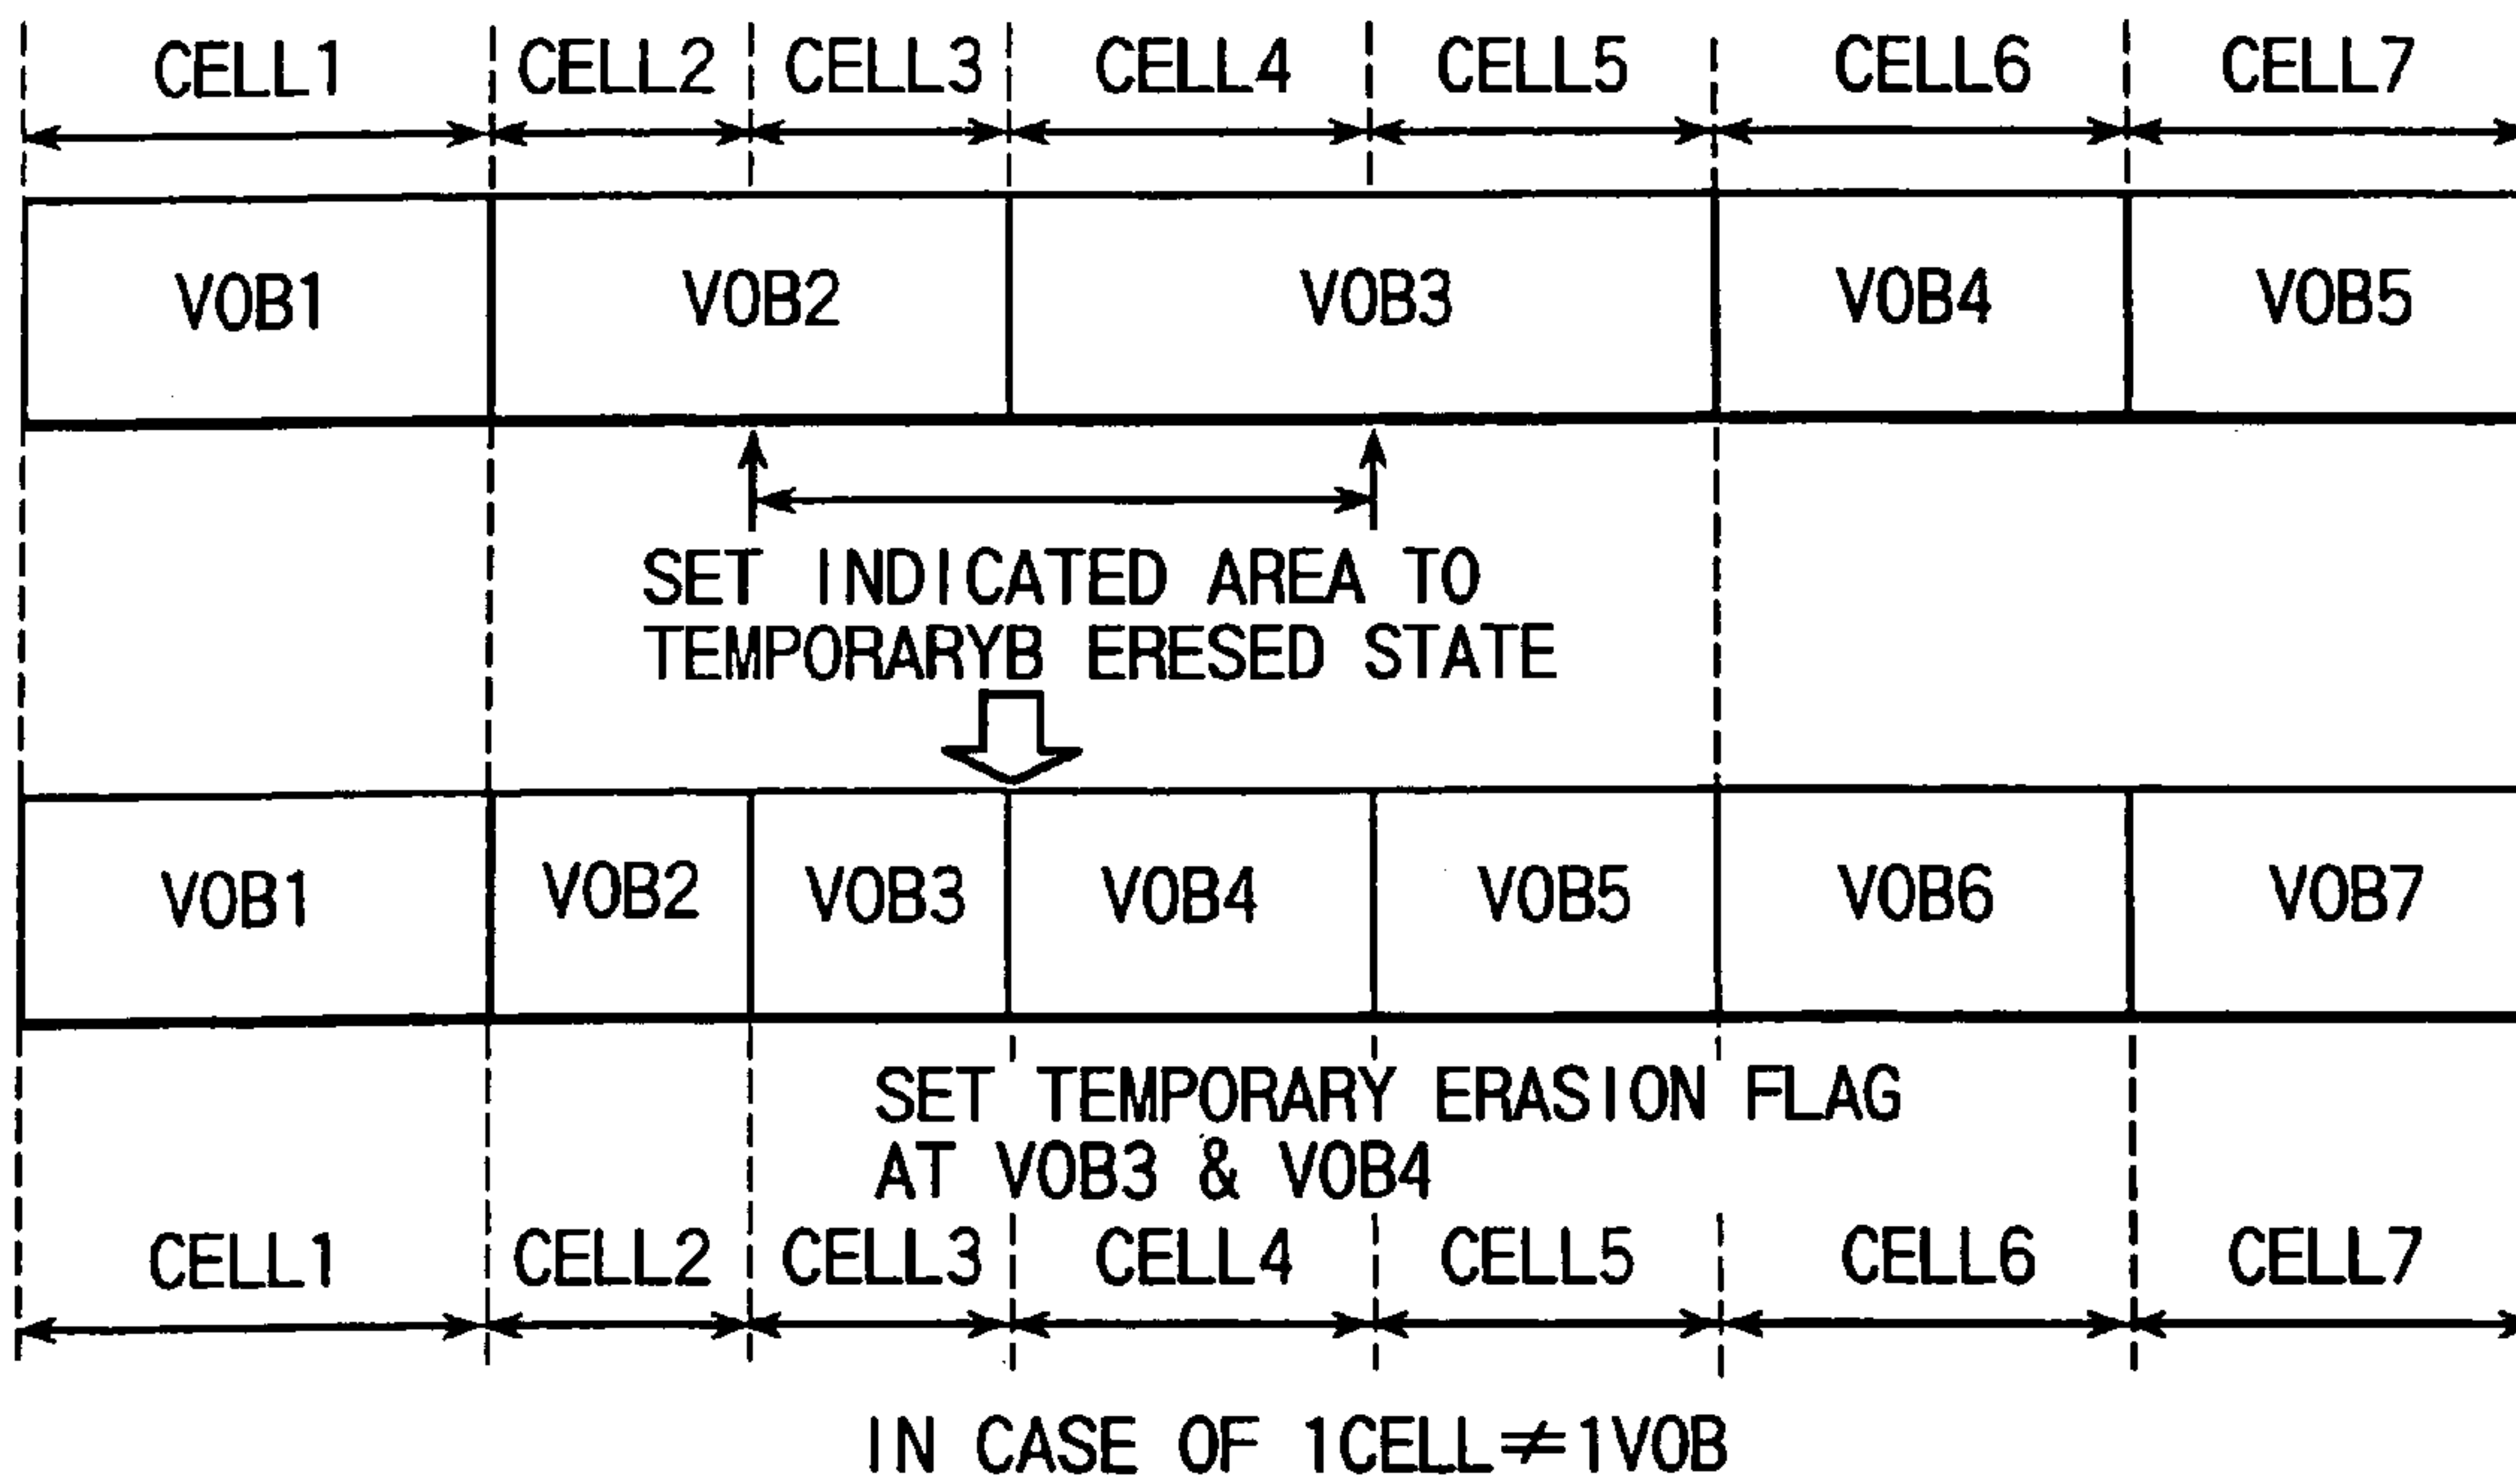 CELL1 CELL2 CELL3 CELL4 CELL5 CELL6 CELL7
VOB1 VOB2 VOB3 VOB4 VOB5
SET INDICATED AREA TO
TEMPORARYB ERESED STATE
VOB1 VOB2 VOB3 VOB4 VOB5 VOB6 VOB7
SET TEMPORARY ERASION FLAG
AT VOB3 & VOB4
CELL1 CELL2 CELL3 CELL4 CELL5 CELL6 CELL7
IN CASE OF 1CELL≠1VOB